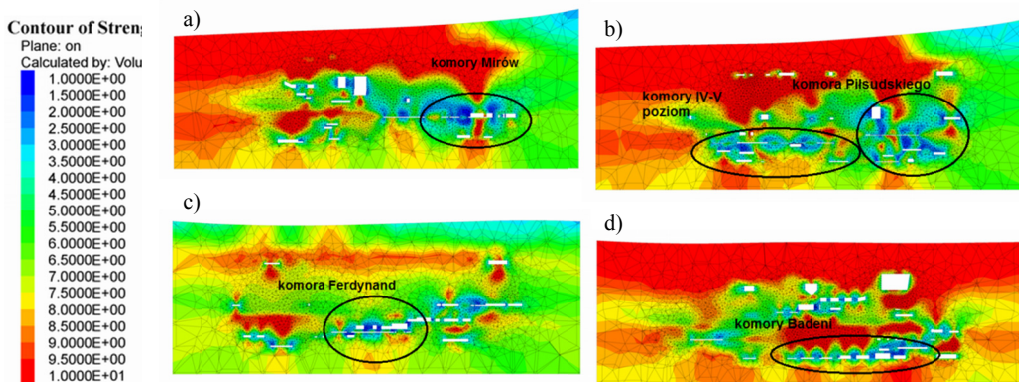 Contour of Streng
Plane: on
Calculated by: Volu
1.0000E+00
1.5000E+00
2.0000E+00
2.5000E+00
3.0000E+00
3.5000E+00
4.0000E+00
4.5000E+00
5.0000E+00
5.5000E+00
6.0000E+00
6.5000E+00
7.0000E+00
7.5000E+00
8.0000E+00
8.5000E+00
9.0000E+00
9.5000E+00
1.0000E+01
a)
komory Mirów
b)
komora Piłsudskiego
komory IV-V
poziom
c)
komora Ferdynand
d)
komory Badeni